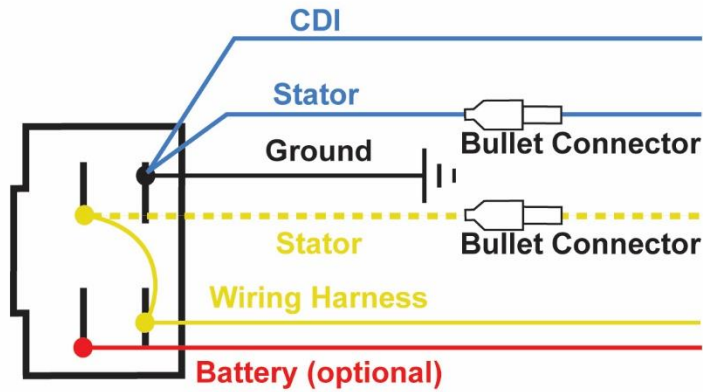 CDI
Stator
Bullet Connector
Ground
Stator
Bullet Connector
Wiring Harness
Battery (optional)